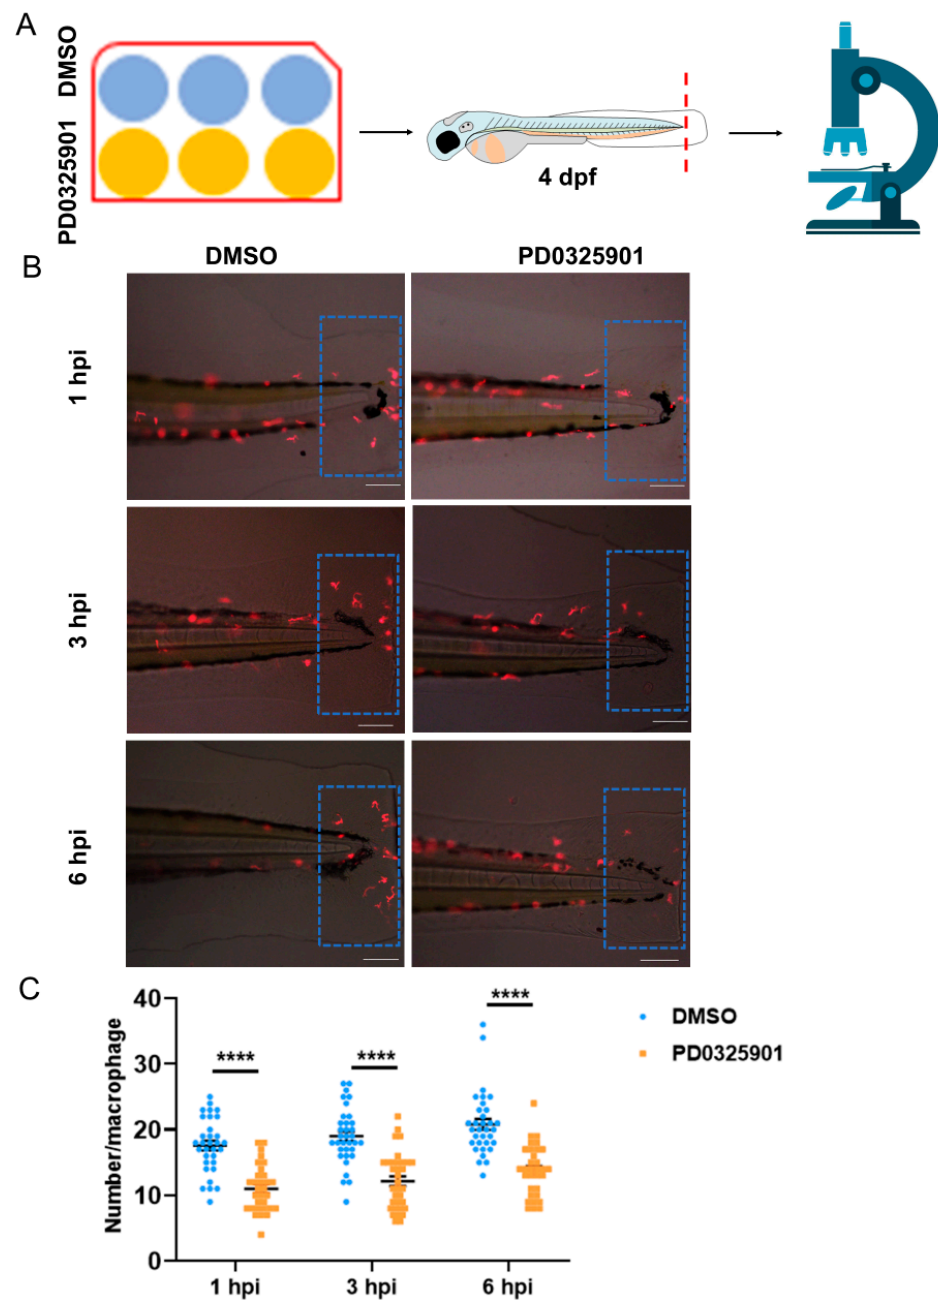 A
DMSO
PD0325901
4 dpf
B
DMSO PD0325901
1 hpi
3 hpi
6 hpi
C
Number/macrophage
40
30
20
10
0
**** **** ****
1 hpi 3 hpi 6 hpi
DMSO
PD0325901